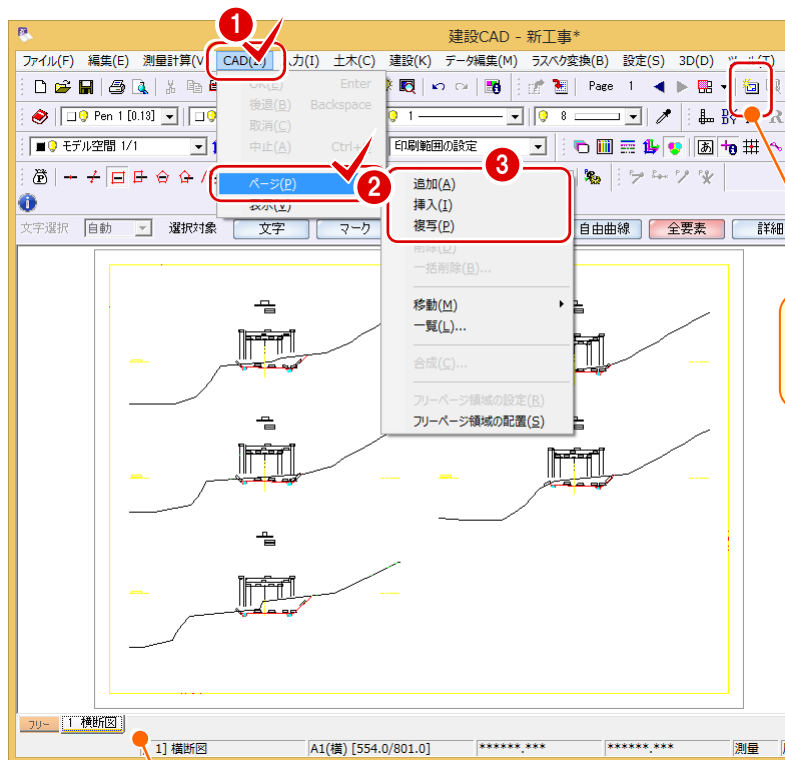 1
建設CAD - 新工事*
ファイル(F) 編集(E) 測量計算(V CAD( 力(I) 土木(C) 建設(K) データ編集(M) ラスベク変換(B) 設定(S) 3D(D)
OK(E) Enter
Page 1
Pen 1 [0.18]
後退(B) Backspace
1
8
取消(C)
モデル空間 1/1
中止(A) Ctrl+
印刷範囲の設定
あ
ページ(P)
2
3
追加(A)
挿入(I)
複写(P)
表示(V)
文字選択 自動 選択対象 文字 マーク 自由曲線 全要素 詳細
削除(D)
一括削除(B)...
移動(M)
一覧(L)...
合成(C)...
フリーページ領域の設定(R)
フリーページ領域の配置(S)
フリー 1 横断図
1] 横断図 A1(横) [554.0/801.0] ******.*** ******.*** 測量